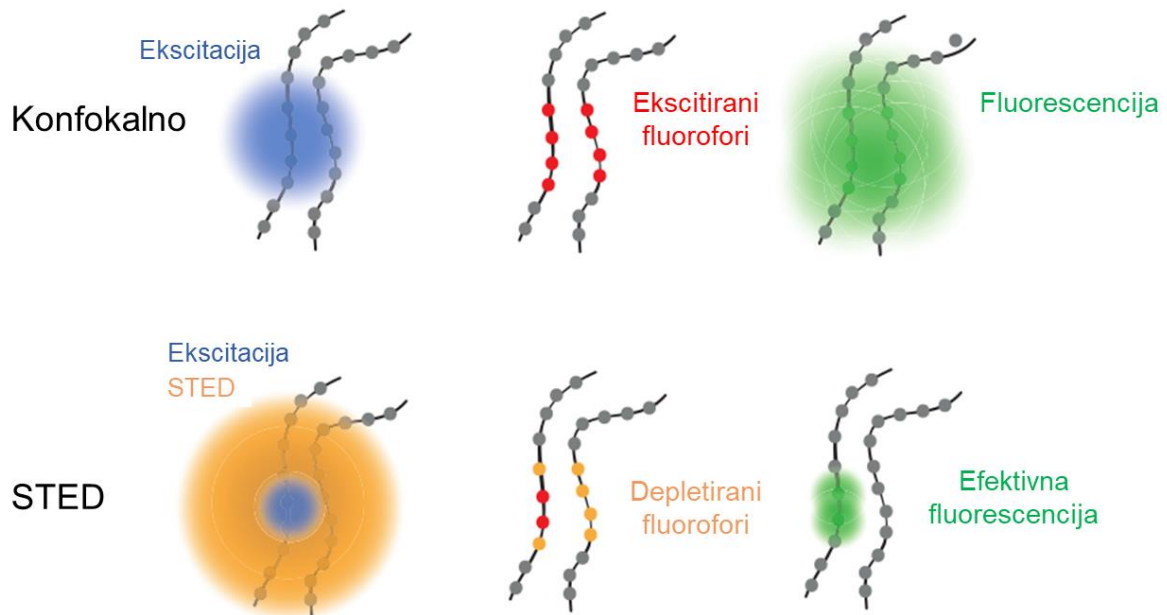 Ekscitacija
Konfokalno
Ekscitirani
fluorofori
Fluorescencija
Ekscitacija
STED
STED
Depletirani
fluorofori
Efektivna
fluorescencija